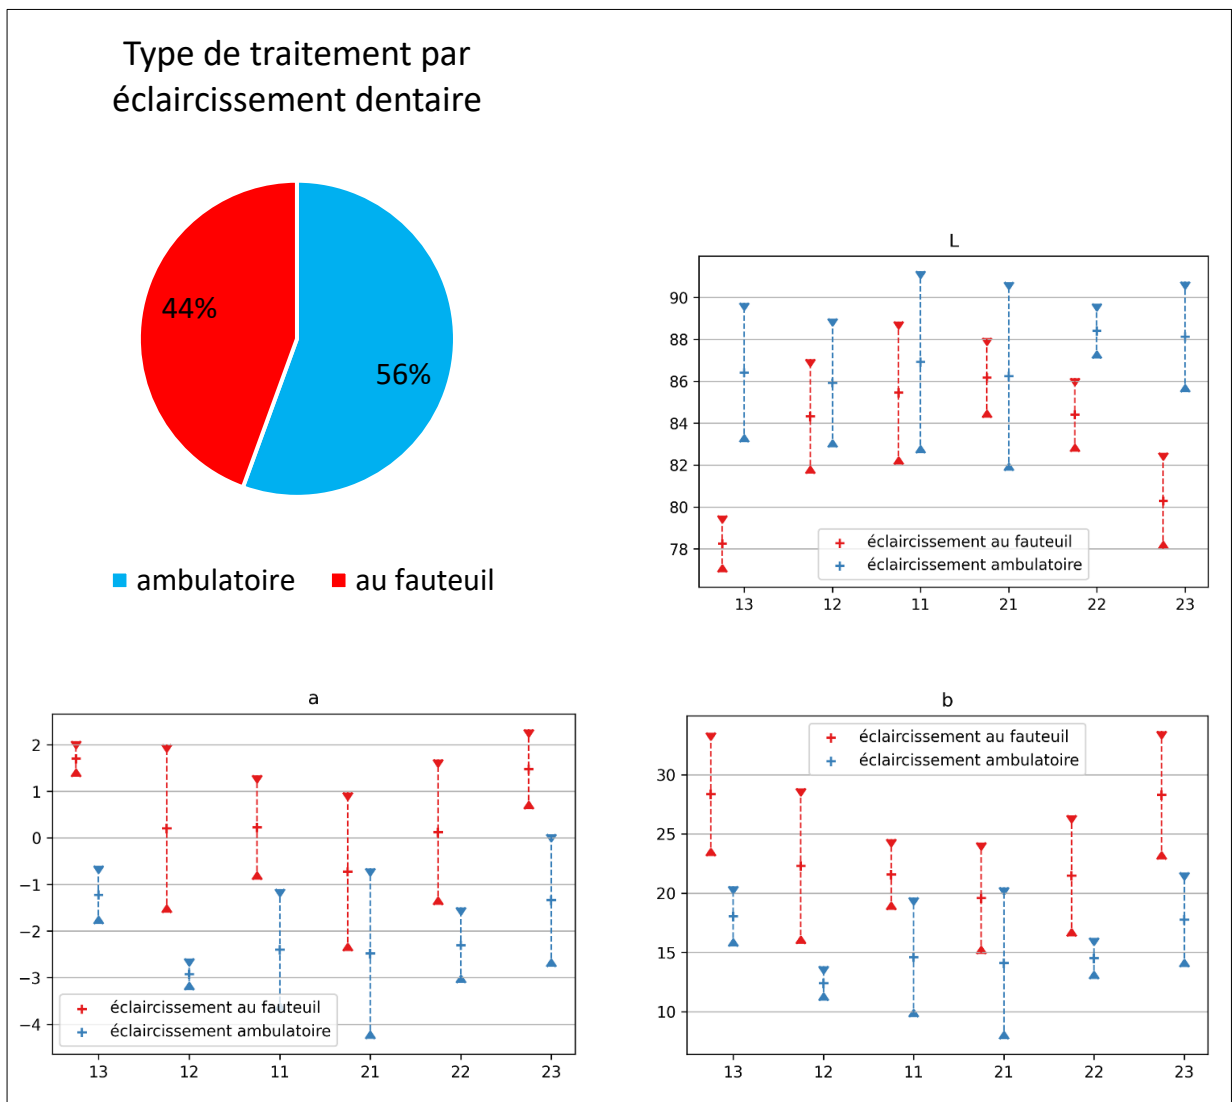 Type de traitement par
éclaircissement dentaire
44%
56%
ambulatoire au fauteuil
L
90
88
86
84
82
80
78
éclaircissement au fauteuil
éclaircissement ambulatoire
13 12 11 21 22 23
a
2
1
0
−1
−2
−3
−4
éclaircissement au fauteuil
éclaircissement ambulatoire
13 12 11 21 22 23
b
éclaircissement au fauteuil
éclaircissement ambulatoire
30
25
20
15
10
13 12 11 21 22 23